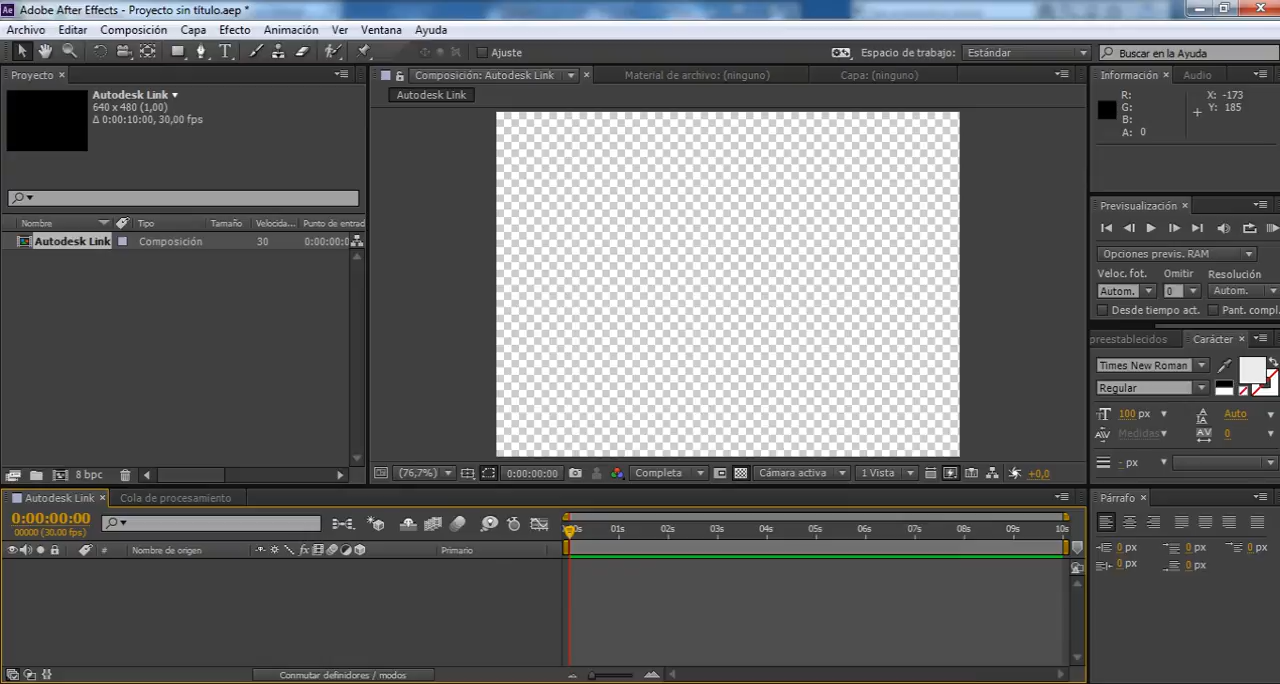 Adobe After Effects - Proyecto sin título.aep *
Archivo Editar Composición Capa Efecto Animación Ver Ventana Ayuda
Ajuste Espacio de trabajo: Estándar Buscar en la Ayuda
Proyecto Composición: Autodesk Link Material de archivo: (ninguno) Capa: (ninguno) Información Audio
Autodesk Link
640 x 480 (1,00)
Δ 0:00:10:00, 30,00 fps
Autodesk Link
R: X: -173
G: Y: 185
B:
A: 0
Previsualización
Nombre Tipo Tamaño Velocida... Punto de entrad
Autodesk Link Composición 30 0:00:00:0
Opciones previs. RAM
Veloc. fot. Omitir Resolución
Autom. 0 Autom.
Desde tiempo act. Pant. compl
preestablecidos Carácter
Times New Roman
Regular
100 px Auto
Medidas 0
- px
8 bpc (76,7%) 0:00:00:00 Completa Cámara activa 1 Vista +0,0
Autodesk Link Cola de procesamiento Párrafo
0:00:00:00
00000 (30,00 fps)
01s 02s 03s 04s 05s 06s 07s 08s 09s 10s
# Nombre de origen fx Primario
0 px 0 px 0 px
0 px 0 px
Conmutar definidores / modos